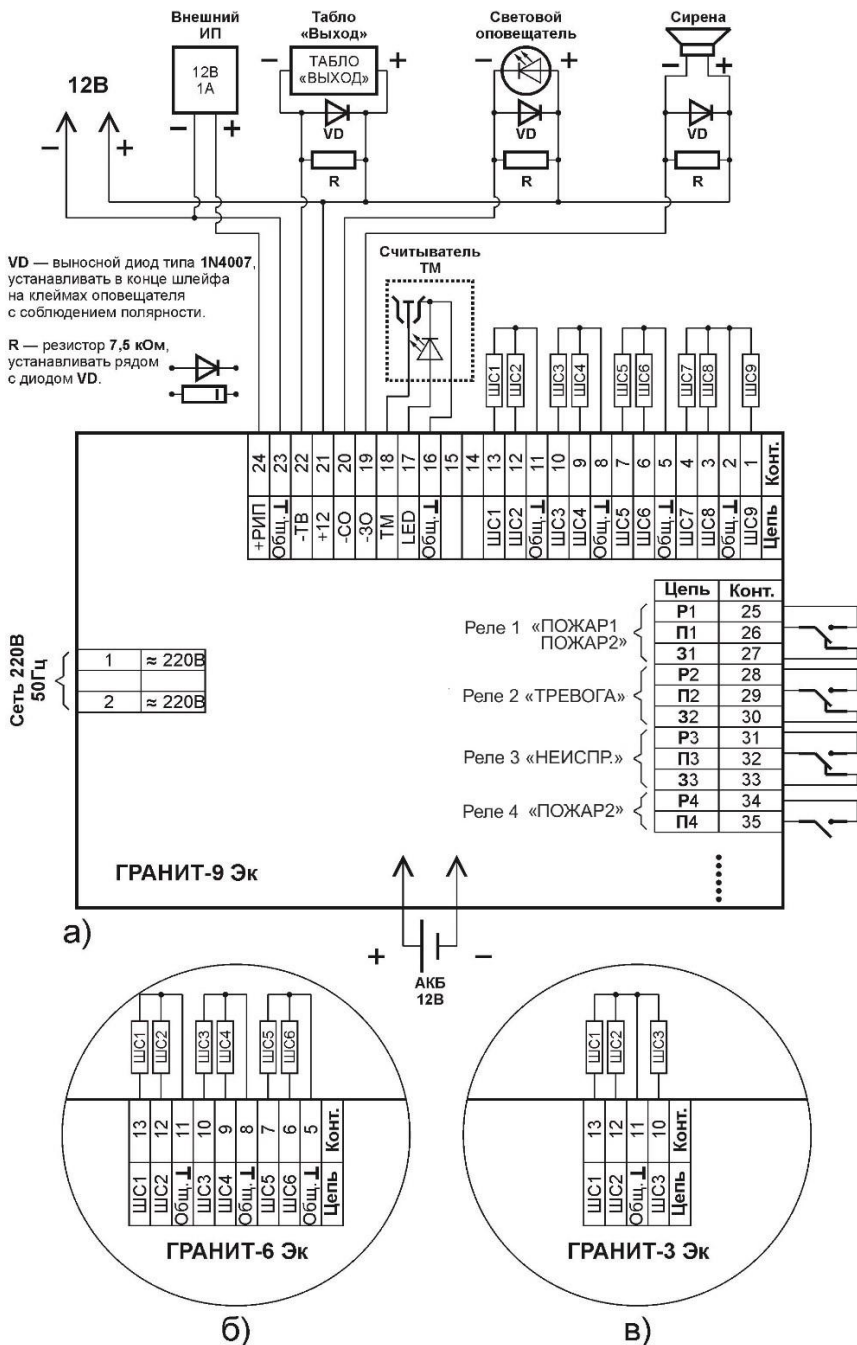 Внешний
ИП
Табло
«Выход»
Световой
оповещатель
Сирена
12В
1А
ТАБЛО
«ВЫХОД»
12В
VD
VD
VD
R
R
R
VD — выносной диод типа 1N4007,
устанавливать в конце шлейфа
на клеймах оповещателя
с соблюдением полярности.
R — резистор 7,5 кОм,
устанавливать рядом
с диодом VD.
Считыватель
ТМ
ШС1 ШС2 ШС3 ШС4 ШС5 ШС6 ШС7 ШС8 ШС9
24 23 22 21 20 19 18 17 16 15 14 13 12 11 10 9 8 7 6 5 4 3 2 1 Конт.
+РИП Общ. -ТВ +12 -СО -ЗО ТМ LED Общ. ШС1 ШС2 Общ. ШС3 ШС4 Общ. ШС5 ШС6 Общ. ШС7 ШС8 Общ. ШС9 Цепь
Цепь Конт.
Р1 25
П1 26
З1 27
Р2 28
П2 29
З2 30
Р3 31
П3 32
З3 33
Р4 34
П4 35
Реле 1 «ПОЖАР1
ПОЖАР2»
Реле 2 «ТРЕВОГА»
Реле 3 «НЕИСПР.»
Реле 4 «ПОЖАР2»
Сеть 220В
50Гц
1 ≈ 220В
2 ≈ 220В
ГРАНИТ-9 Эк
а)
+ −
АКБ
12В
ШС1 ШС2 ШС3 ШС4 ШС5 ШС6
13 12 11 10 9 8 7 6 5 Конт.
ШС1 ШС2 Общ. ШС3 ШС4 Общ. ШС5 ШС6 Общ. Цепь
ГРАНИТ-6 Эк
б)
ШС1 ШС2 ШС3
13 12 11 10 Конт.
ШС1 ШС2 Общ. ШС3 Цепь
ГРАНИТ-3 Эк
в)